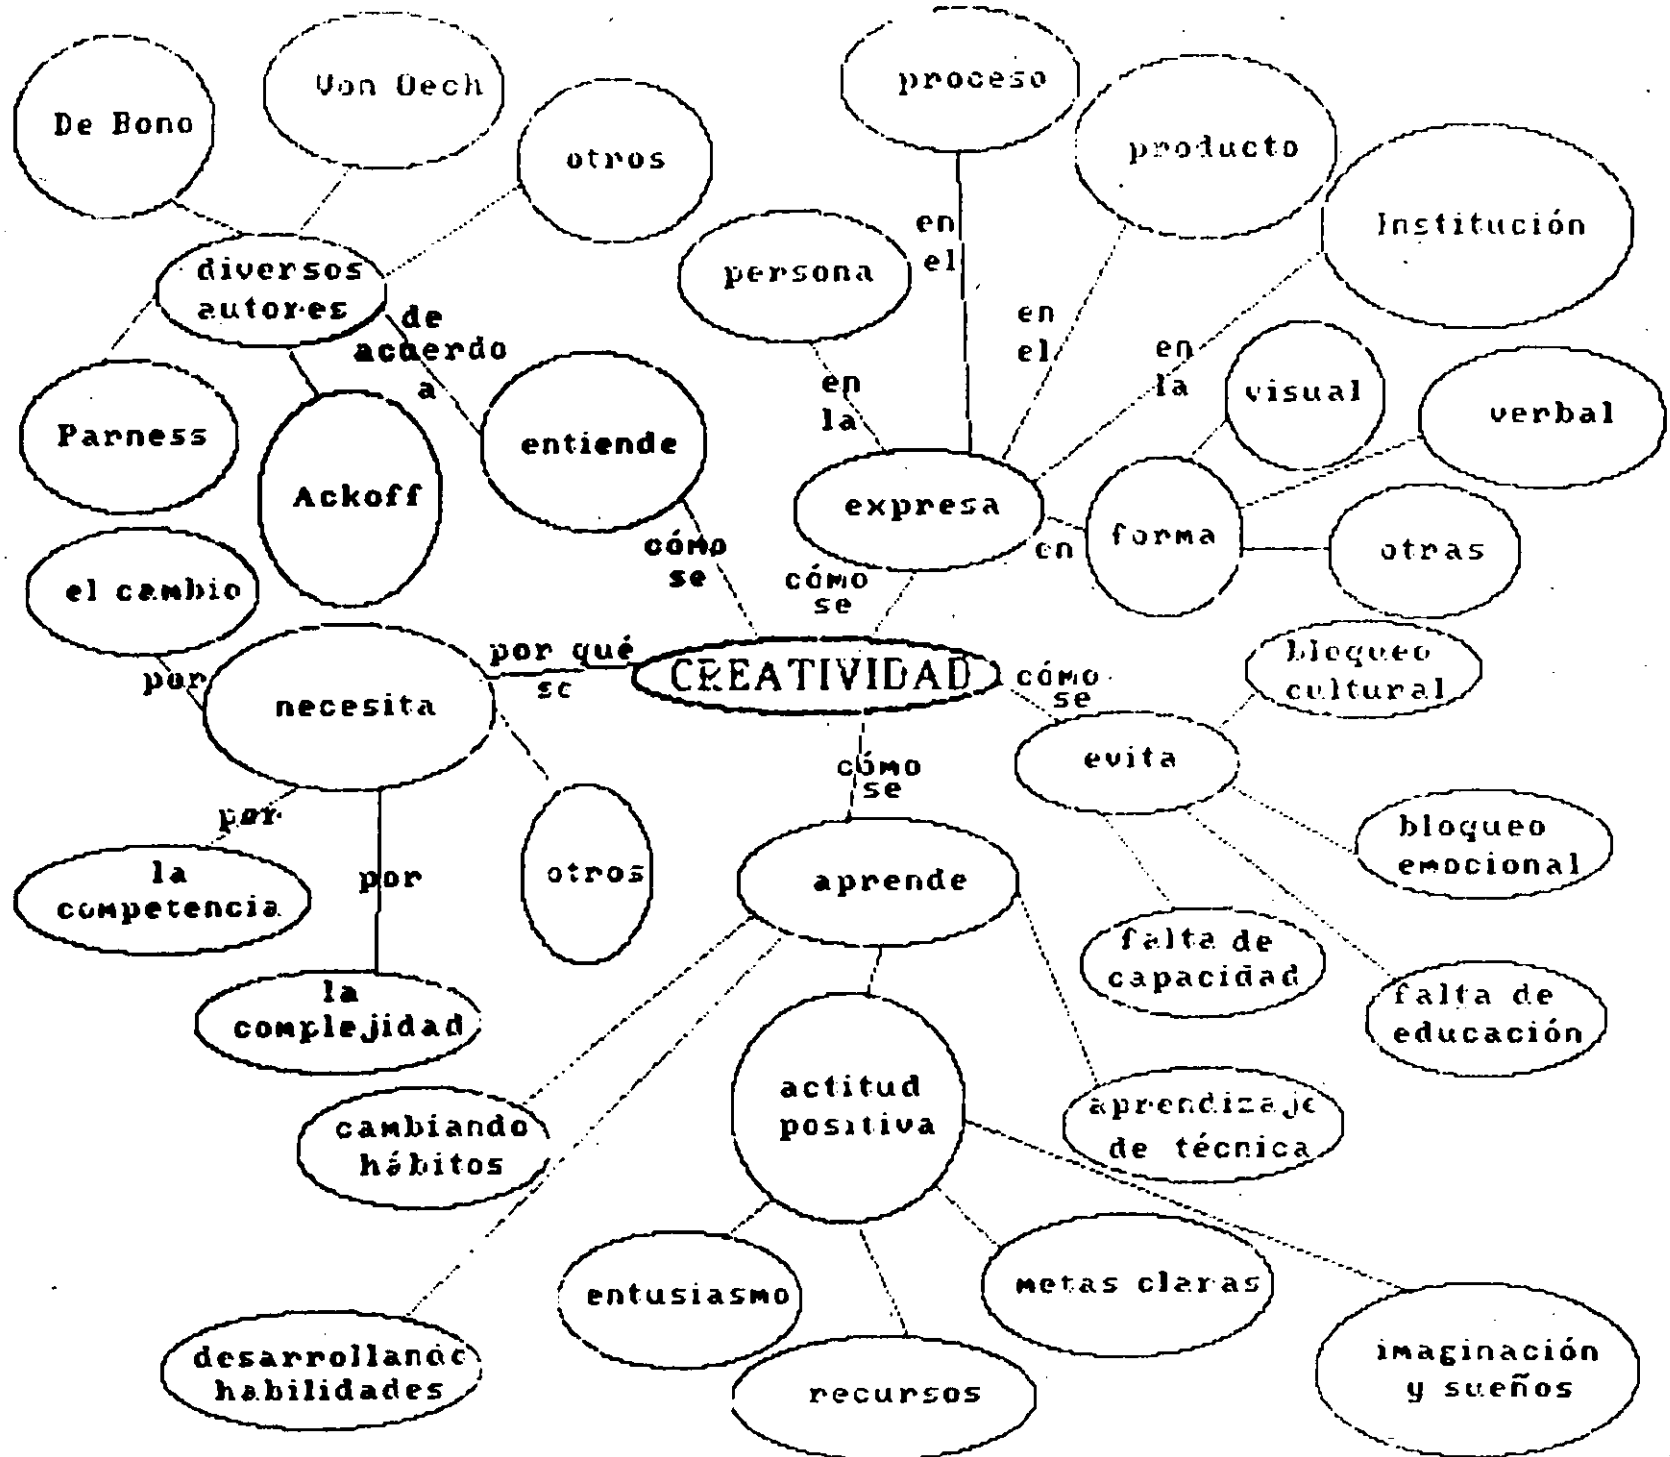 proceso
Von Oech
De Bono
producto
otros
Institución
en
el
persona
diversos
autores
de
acuerdo
a
en
el
en
la
en
la
visual
verbal
Parness
entiende
Ackoff
expresa
forma
otras
en
cómo
se
cómo
se
el cambio
por qué
se
CREATIVIDAD
cómo
se
bloqueo
cultural
por
necesita
evita
cómo
se
por
bloqueo
emocional
la
competencia
por
otros
aprende
falta de
capacidad
la
complejidad
falta de
educación
actitud
positiva
aprendizaje
de técnica
cambiando
hábitos
entusiasmo
metas claras
desarrollando
habilidades
recursos
imaginación
y sueños